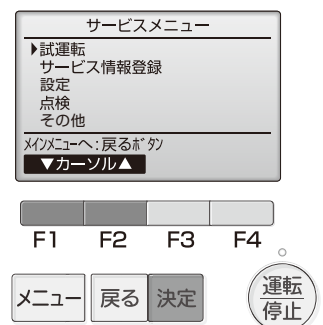 サービスメニュー
▶試運転
サービス情報登録
設定
点検
その他
ﾒｲﾝﾒﾆｭｰへ:戻るﾎﾞﾀﾝ
▼カーソル▲
F1 F2 F3 F4
メニュー 戻る 決定 運転
停止